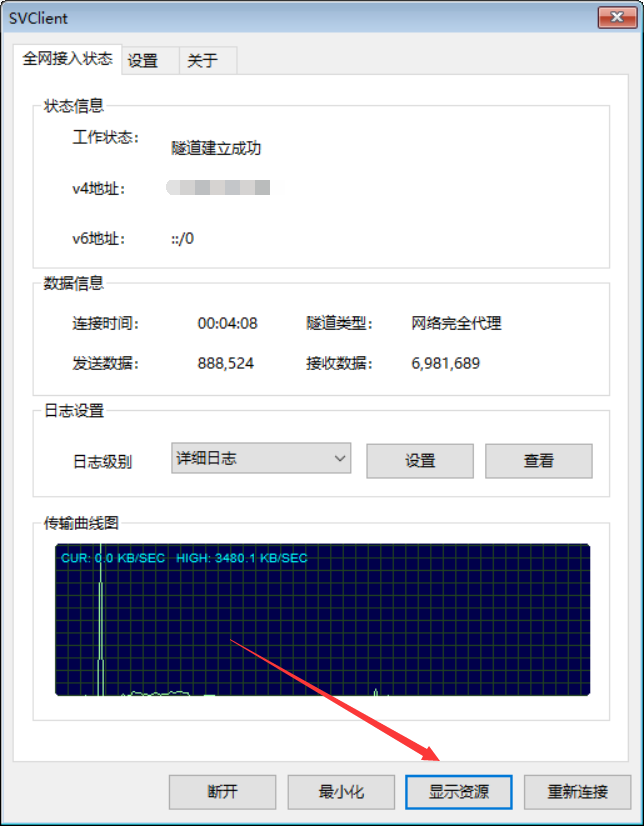 SVClient
全网接入状态 设置 关于
状态信息
工作状态: 隧道建立成功
v4地址:
v6地址: ::/0
数据信息
连接时间: 00:04:08 隧道类型: 网络完全代理
发送数据: 888,524 接收数据: 6,981,689
日志设置
日志级别 详细日志 设置 查看
传输曲线图
CUR: 0.0 KB/SEC HIGH: 3480.1 KB/SEC
断开 最小化 显示资源 重新连接